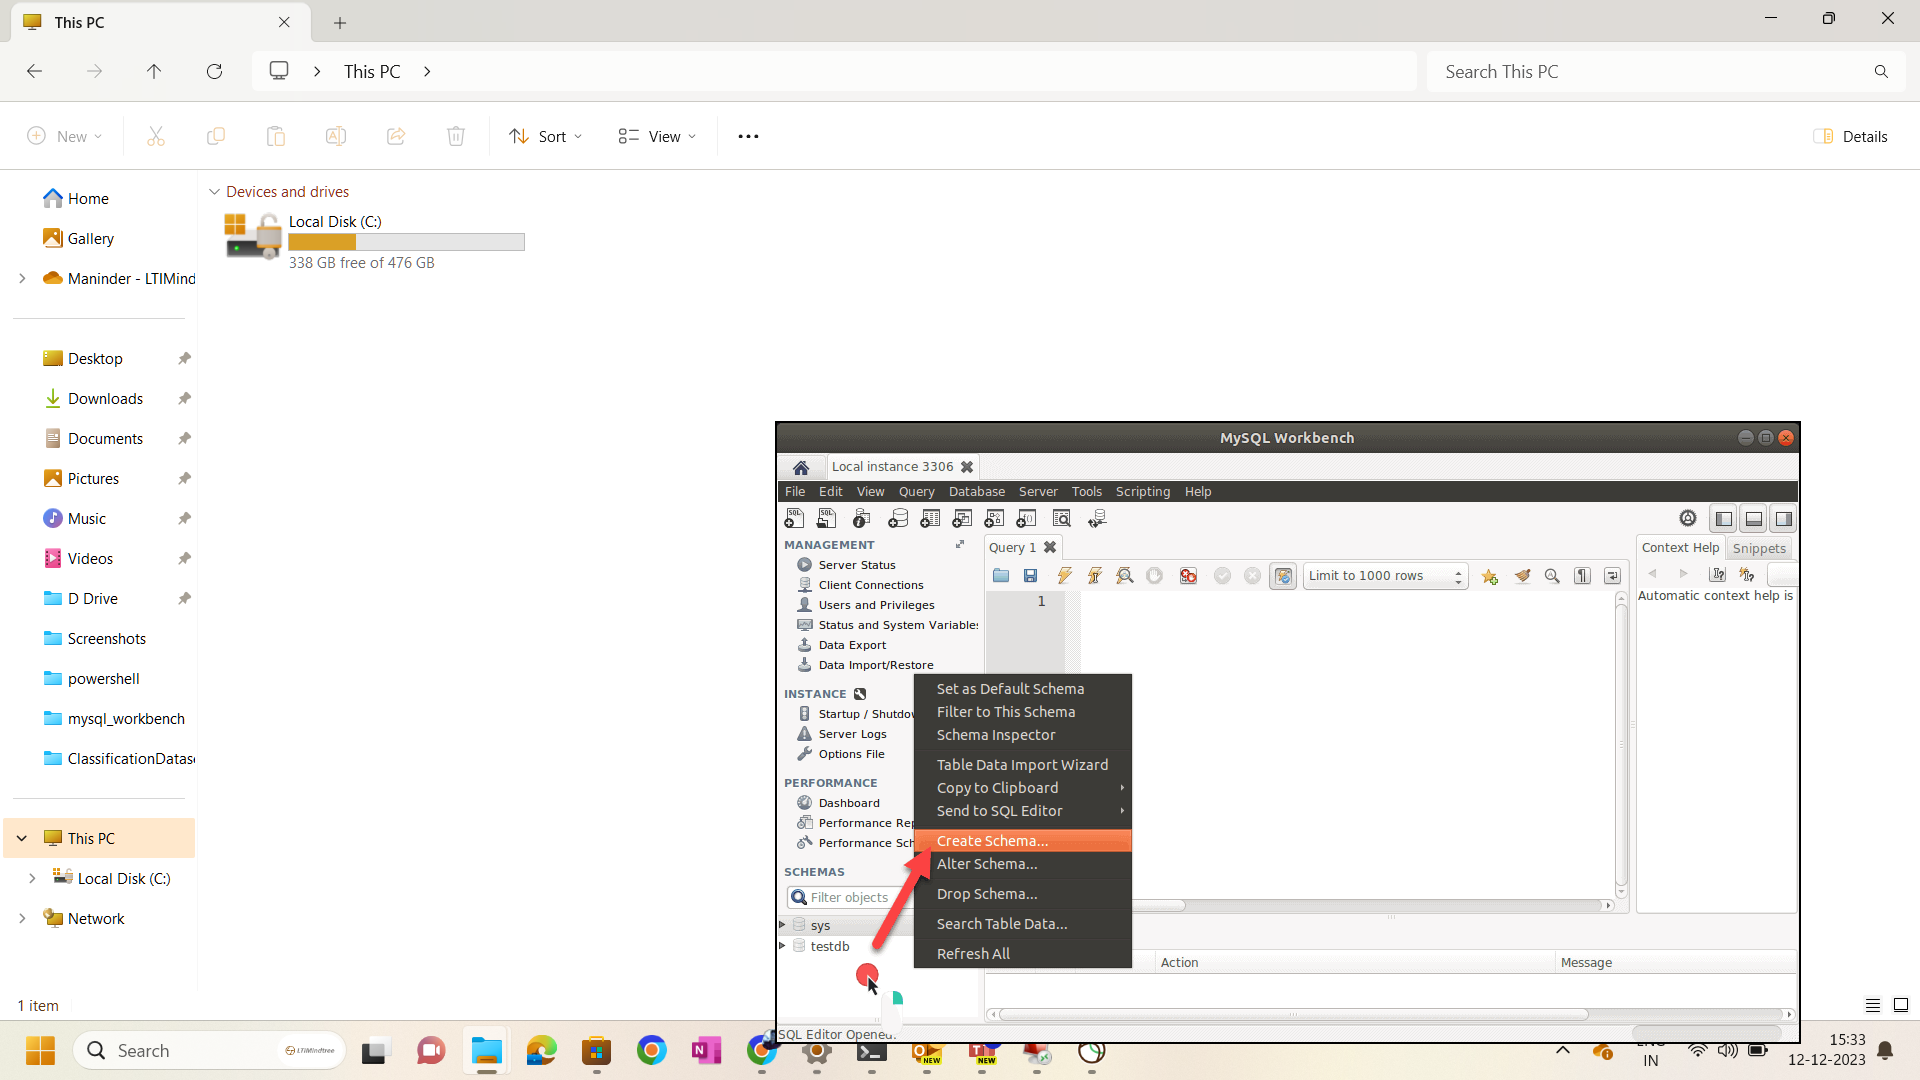 This PC
This PC
Search This PC
New
Sort
View
Details
Home
Gallery
Maninder - LTIMind
Desktop
Downloads
Documents
Pictures
Music
Videos
D Drive
Screenshots
powershell
mysql_workbench
ClassificationDatas
This PC
Local Disk (C:)
Network
1 item
Devices and drives
Local Disk (C:)
338 GB free of 476 GB
MySQL Workbench
Local instance 3306
File Edit View Query Database Server Tools Scripting Help
MANAGEMENT
Server Status
Client Connections
Users and Privileges
Status and System Variable
Data Export
Data Import/Restore
INSTANCE
Startup / Shutdo
Server Logs
Options File
PERFORMANCE
Dashboard
Performance Re
Performance Sch
SCHEMAS
Filter objects
sys
testdb
Query 1
Limit to 1000 rows
1
Context Help Snippets
Automatic context help is
Set as Default Schema
Filter to This Schema
Schema Inspector
Table Data Import Wizard
Copy to Clipboard
Send to SQL Editor
Create Schema...
Alter Schema...
Drop Schema...
Search Table Data...
Refresh All
Action Message
SQL Editor Opened.
Search
LTIMindtree
NEW
NEW
ENG
IN
15:33
12-12-2023